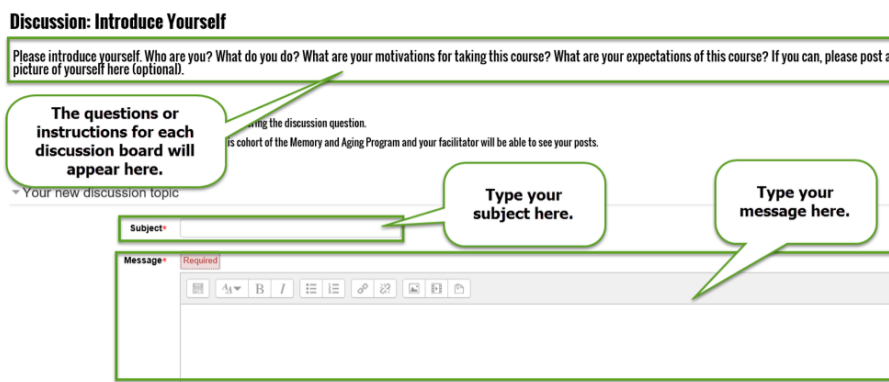 Discussion: Introduce Yourself
Please introduce yourself. Who are you? What do you do? What are your motivations for taking this course? What are your expectations of this course? If you can, please post a
picture of yourself here (optional).
The questions or
instructions for each
discussion board will
appear here.
the discussion question.
cohort of the Memory and Aging Program and your facilitator will be able to see your posts.
Your new discussion topic
Type your
subject here.
Type your
message here.
Subject*
Message*
Required
B I